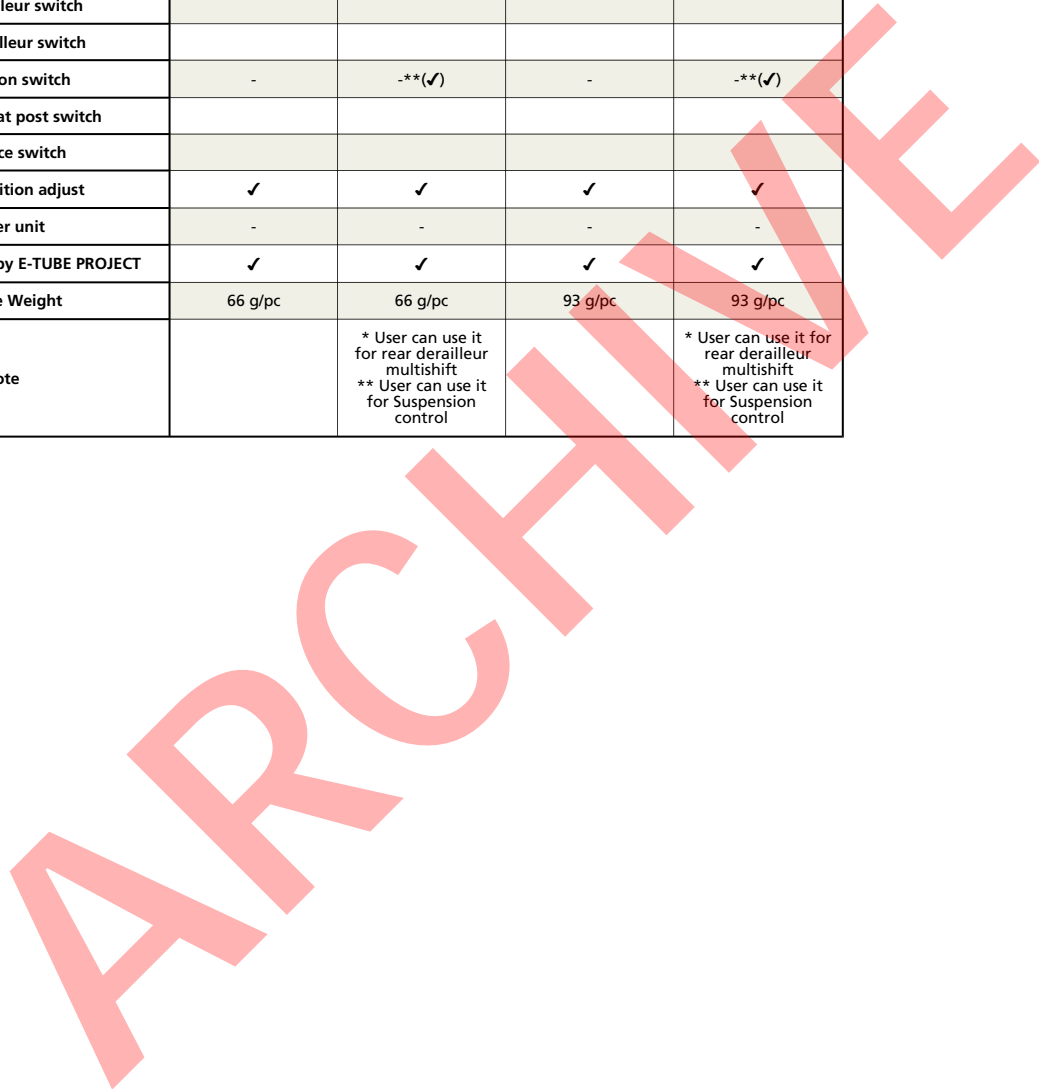 leur switch
lleur switch
on switch - -**(✔) - -**(✔)
at post switch
ce switch
ition adjust ✔ ✔ ✔ ✔
er unit - - - -
by E-TUBE PROJECT ✔ ✔ ✔ ✔
e Weight 66 g/pc 66 g/pc 93 g/pc 93 g/pc
ote
* User can use it
for rear derailleur
multishift
** User can use it
for Suspension
control
* User can use it for
rear derailleur
multishift
** User can use it
for Suspension
control
ARCHIVE